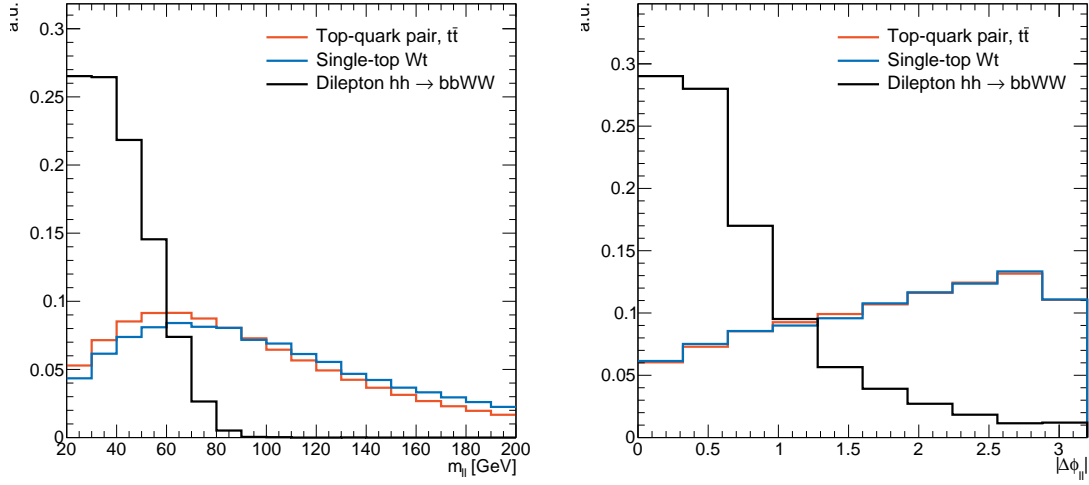 a.u.
0.3
0.25
0.2
0.15
0.1
0.05
0
Top-quark pair, tt̄
Single-top Wt
Dilepton hh → bbWW
20 40 60 80 100 120 140 160 180 200
m_ll [GeV]
a.u.
0.3
0.25
0.2
0.15
0.1
0.05
0
Top-quark pair, tt̄
Single-top Wt
Dilepton hh → bbWW
0 0.5 1 1.5 2 2.5 3
|Δϕ_ll|